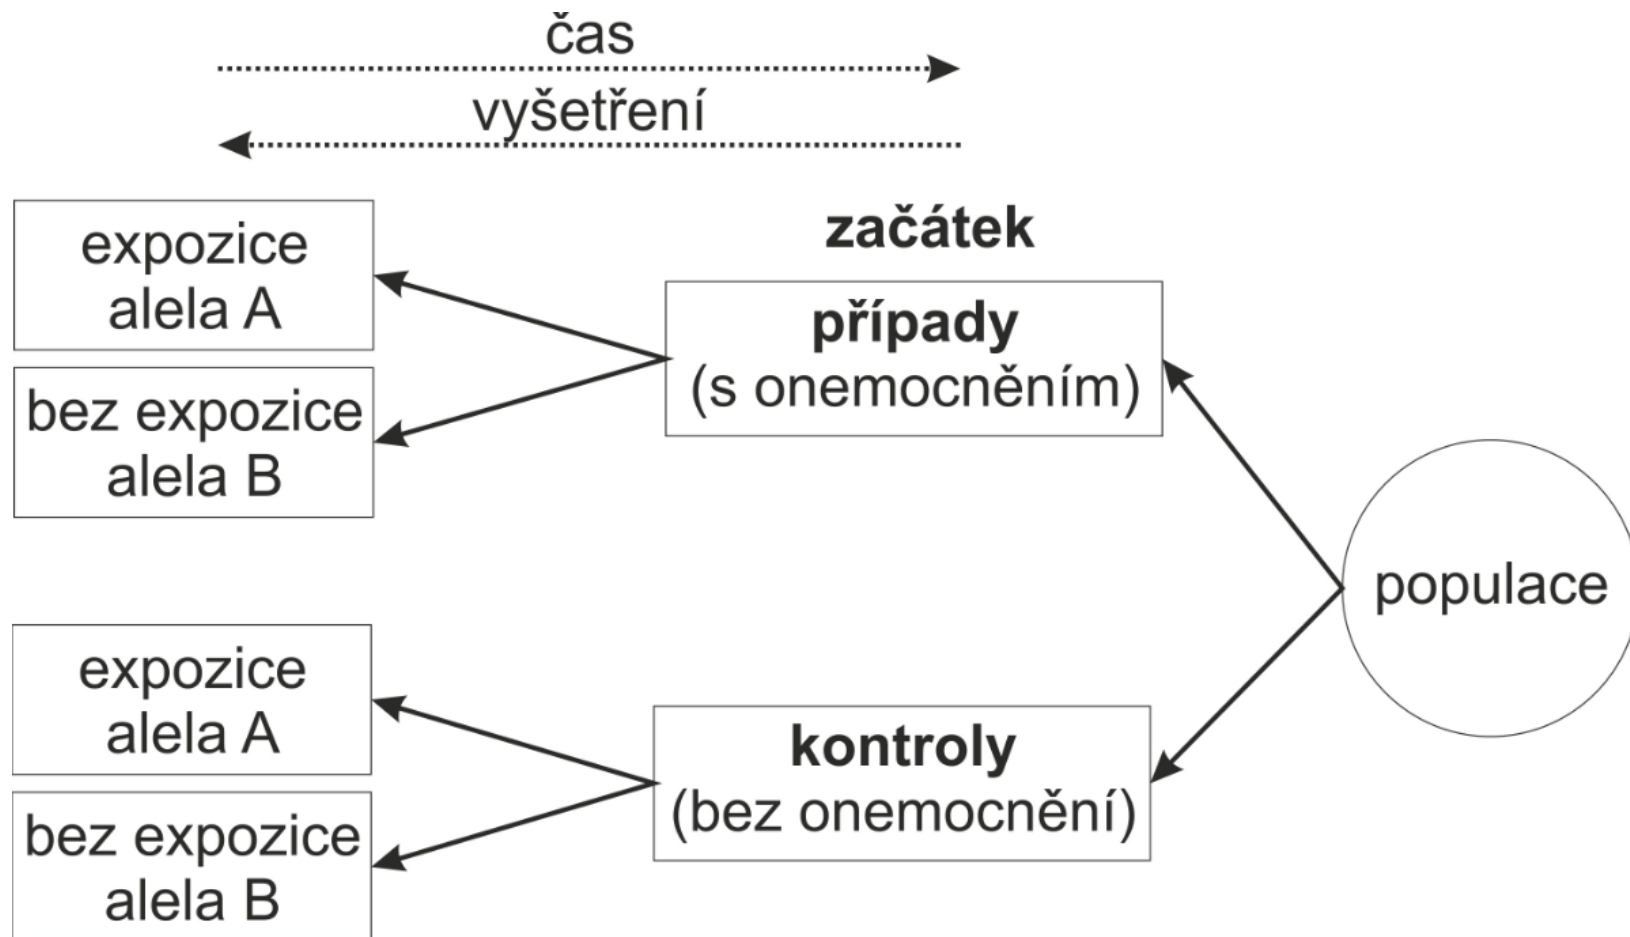 čas
vyšetření
začátek
expozice
alela A
bez expozice
alela B
případy
(s onemocněním)
populace
expozice
alela A
bez expozice
alela B
kontroly
(bez onemocnění)